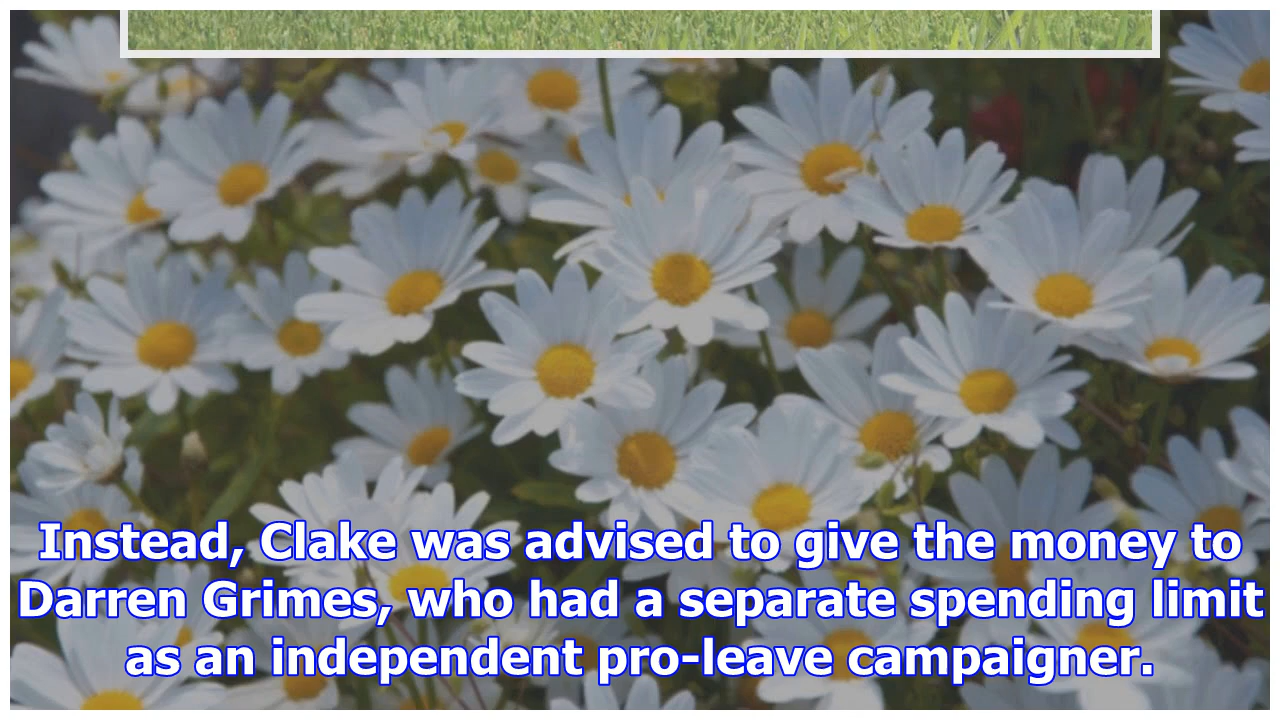 Instead, Clake was advised to give the money to
Darren Grimes, who had a separate spending limit
as an independent pro-leave campaigner.